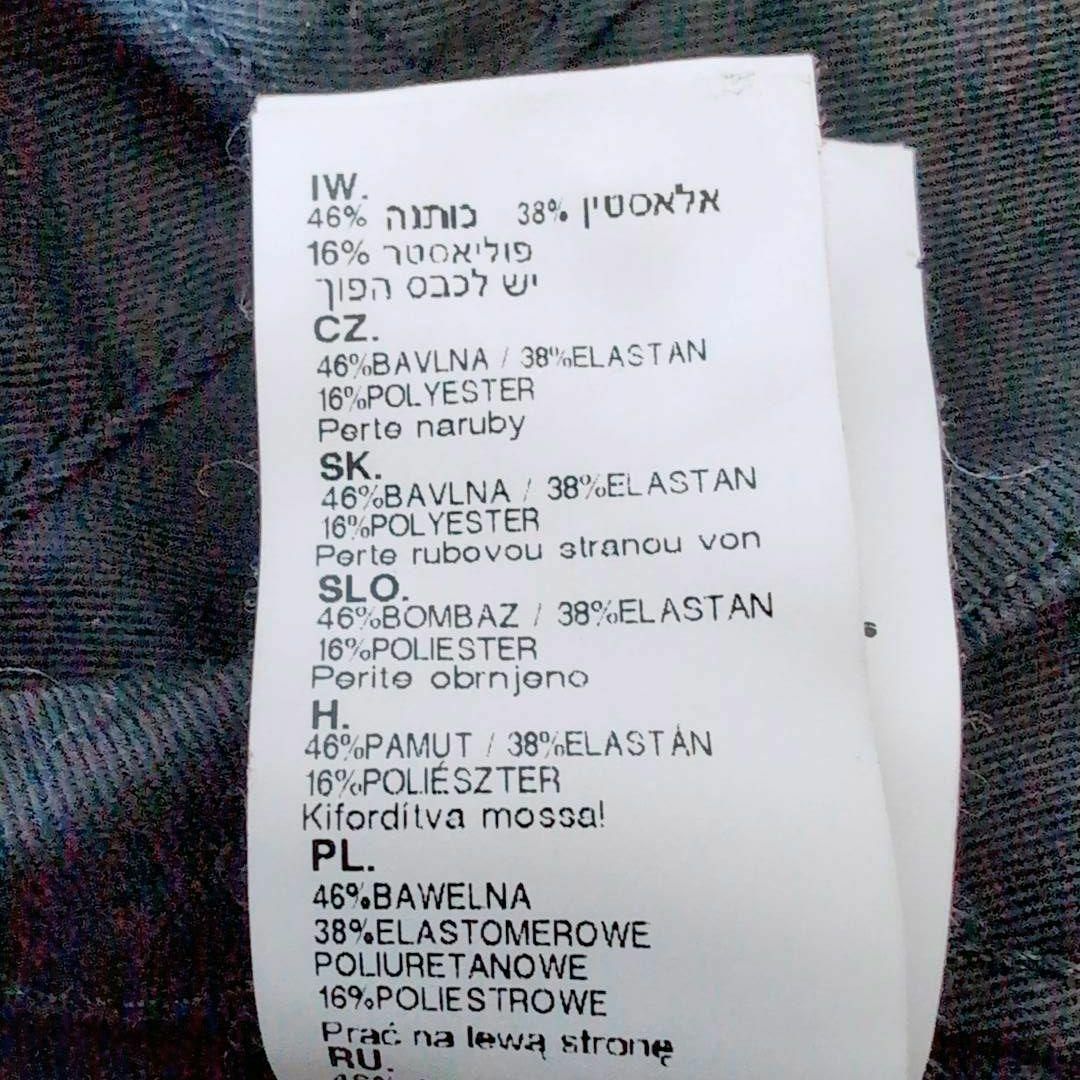 IW.
46% כותנה 38% אלאסטין
16% פוליאסטר
יש לכבס הפוך
CZ.
46%BAVLNA / 38%ELASTAN
16%POLYESTER
Perte naruby
SK.
46%BAVLNA / 38%ELASTAN
16%POLYESTER
Perte rubovou stranou von
SLO.
46%BOMBAZ / 38%ELASTAN
16%POLIESTER
Perite obrnjeno
H.
46%PAMUT / 38%ELASTÁN
16%POLIÉSZTER
Kifordítva mossa!
PL.
46%BAWELNA
38%ELASTOMEROWE
POLIURETANOWE
16%POLIESTROWE
Prać na lewą stronę
RU.